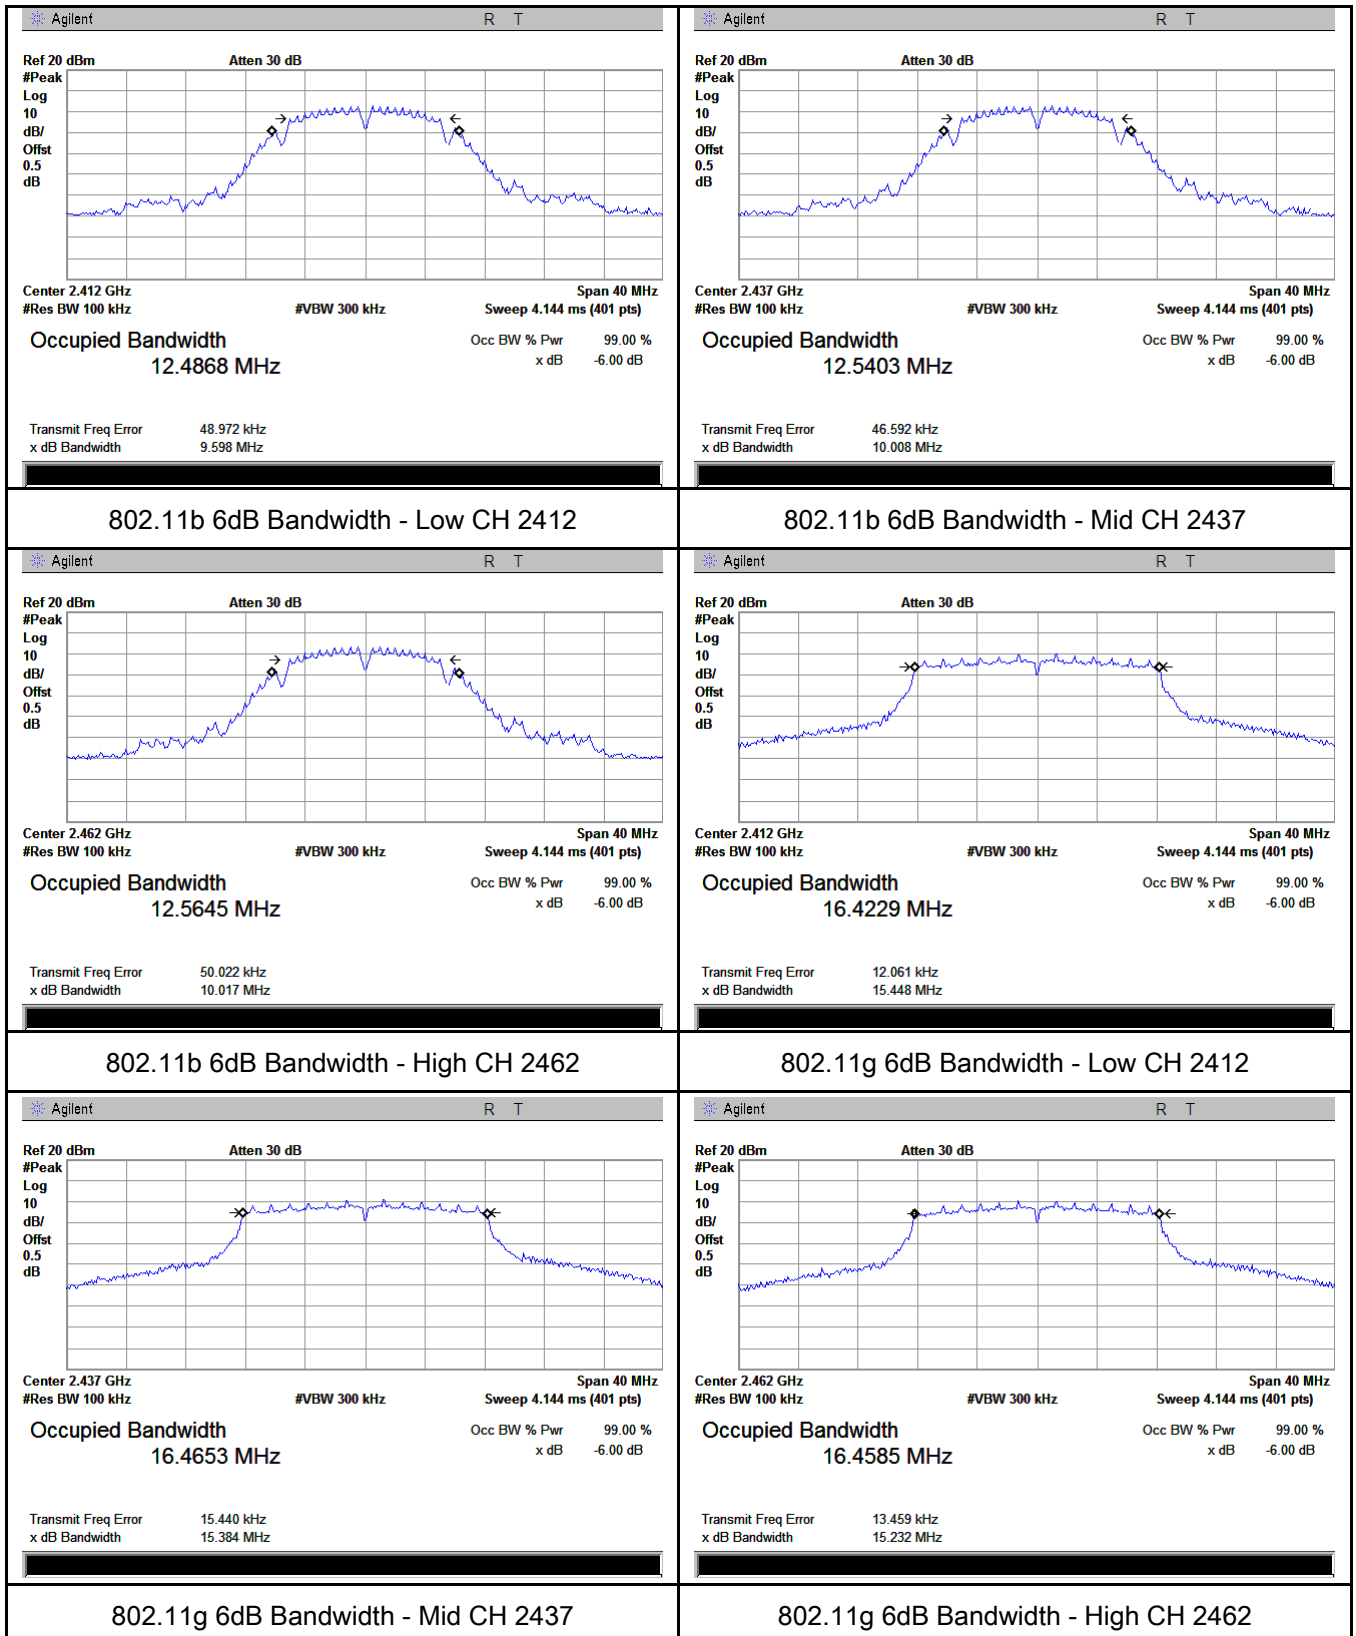 Agilent R T
Ref 20 dBm Atten 30 dB
#Peak
Log
10
dB/
Offst
0.5
dB
Center 2.412 GHz Span 40 MHz
#Res BW 100 kHz #VBW 300 kHz Sweep 4.144 ms (401 pts)
Occupied Bandwidth Occ BW % Pwr 99.00 %
12.4868 MHz x dB -6.00 dB
Transmit Freq Error 48.972 kHz
x dB Bandwidth 9.598 MHz
802.11b 6dB Bandwidth - Low CH 2412
Agilent R T
Ref 20 dBm Atten 30 dB
#Peak
Log
10
dB/
Offst
0.5
dB
Center 2.437 GHz Span 40 MHz
#Res BW 100 kHz #VBW 300 kHz Sweep 4.144 ms (401 pts)
Occupied Bandwidth Occ BW % Pwr 99.00 %
12.5403 MHz x dB -6.00 dB
Transmit Freq Error 46.592 kHz
x dB Bandwidth 10.008 MHz
802.11b 6dB Bandwidth - Mid CH 2437
Agilent R T
Ref 20 dBm Atten 30 dB
#Peak
Log
10
dB/
Offst
0.5
dB
Center 2.462 GHz Span 40 MHz
#Res BW 100 kHz #VBW 300 kHz Sweep 4.144 ms (401 pts)
Occupied Bandwidth Occ BW % Pwr 99.00 %
12.5645 MHz x dB -6.00 dB
Transmit Freq Error 50.022 kHz
x dB Bandwidth 10.017 MHz
802.11b 6dB Bandwidth - High CH 2462
Agilent R T
Ref 20 dBm Atten 30 dB
#Peak
Log
10
dB/
Offst
0.5
dB
Center 2.412 GHz Span 40 MHz
#Res BW 100 kHz #VBW 300 kHz Sweep 4.144 ms (401 pts)
Occupied Bandwidth Occ BW % Pwr 99.00 %
16.4229 MHz x dB -6.00 dB
Transmit Freq Error 12.061 kHz
x dB Bandwidth 15.448 MHz
802.11g 6dB Bandwidth - Low CH 2412
Agilent R T
Ref 20 dBm Atten 30 dB
#Peak
Log
10
dB/
Offst
0.5
dB
Center 2.437 GHz Span 40 MHz
#Res BW 100 kHz #VBW 300 kHz Sweep 4.144 ms (401 pts)
Occupied Bandwidth Occ BW % Pwr 99.00 %
16.4653 MHz x dB -6.00 dB
Transmit Freq Error 15.440 kHz
x dB Bandwidth 15.384 MHz
802.11g 6dB Bandwidth - Mid CH 2437
Agilent R T
Ref 20 dBm Atten 30 dB
#Peak
Log
10
dB/
Offst
0.5
dB
Center 2.462 GHz Span 40 MHz
#Res BW 100 kHz #VBW 300 kHz Sweep 4.144 ms (401 pts)
Occupied Bandwidth Occ BW % Pwr 99.00 %
16.4585 MHz x dB -6.00 dB
Transmit Freq Error 13.459 kHz
x dB Bandwidth 15.232 MHz
802.11g 6dB Bandwidth - High CH 2462